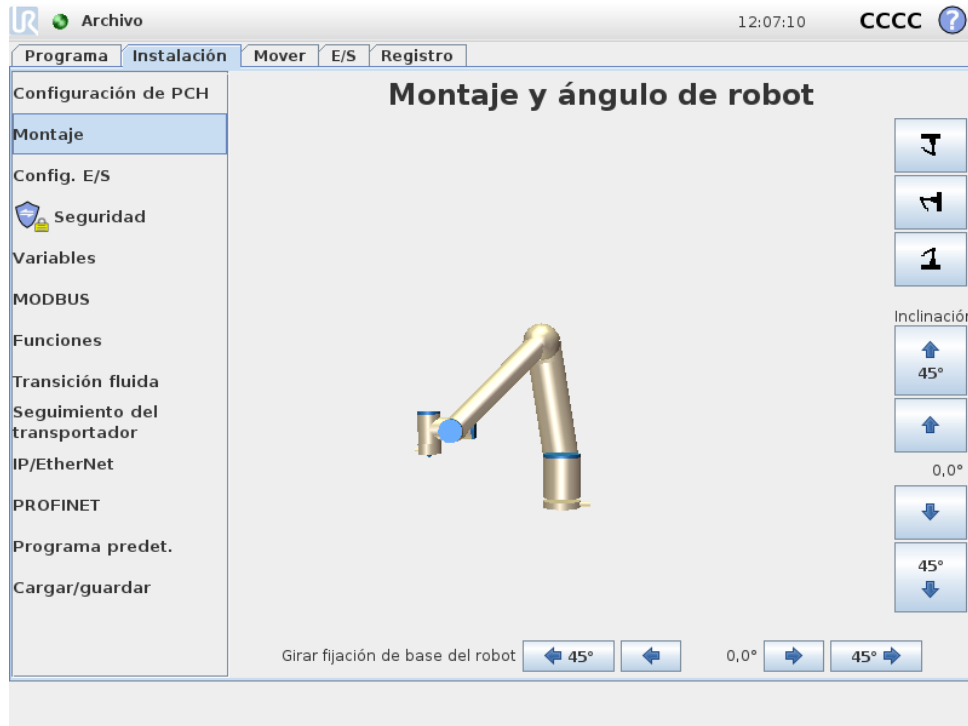 UR Archivo 12:07:10 CCCC ?
Programa Instalación Mover E/S Registro
Configuración de PCH
Montaje
Config. E/S
Seguridad
Variables
MODBUS
Funciones
Transición fluida
Seguimiento del
transportador
IP/EtherNet
PROFINET
Programa predet.
Cargar/guardar
Montaje y ángulo de robot
Inclinación
45°
0,0°
45°
Girar fijación de base del robot 45° 0,0° 45°